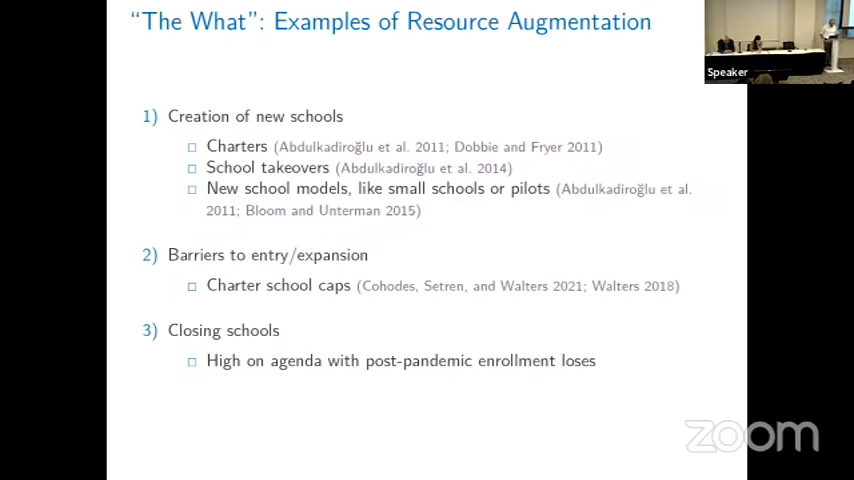 “The What”: Examples of Resource Augmentation
Speaker
1) Creation of new schools
Charters (Abdulkadiroğlu et al. 2011; Dobbie and Fryer 2011)
School takeovers (Abdulkadiroğlu et al. 2014)
New school models, like small schools or pilots (Abdulkadiroğlu et al.
2011; Bloom and Unterman 2015)
2) Barriers to entry/expansion
Charter school caps (Cohodes, Setren, and Walters 2021; Walters 2018)
3) Closing schools
High on agenda with post-pandemic enrollment loses
zoom